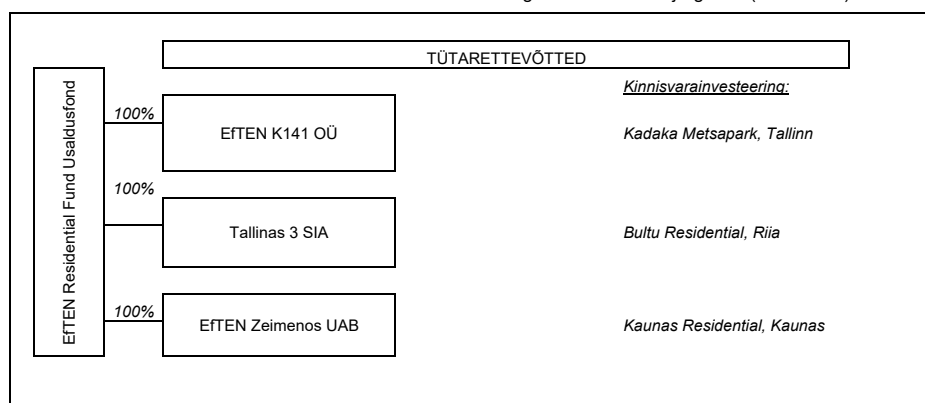 TÜTARETTEVÕTTED
Kinnisvarainvesteering:
EfTEN Residential Fund Usaldusfond
100%
EfTEN K141 OÜ
Kadaka Metsapark, Tallinn
100%
Tallinas 3 SIA
Bultu Residential, Riia
100%
EfTEN Zeimenos UAB
Kaunas Residential, Kaunas